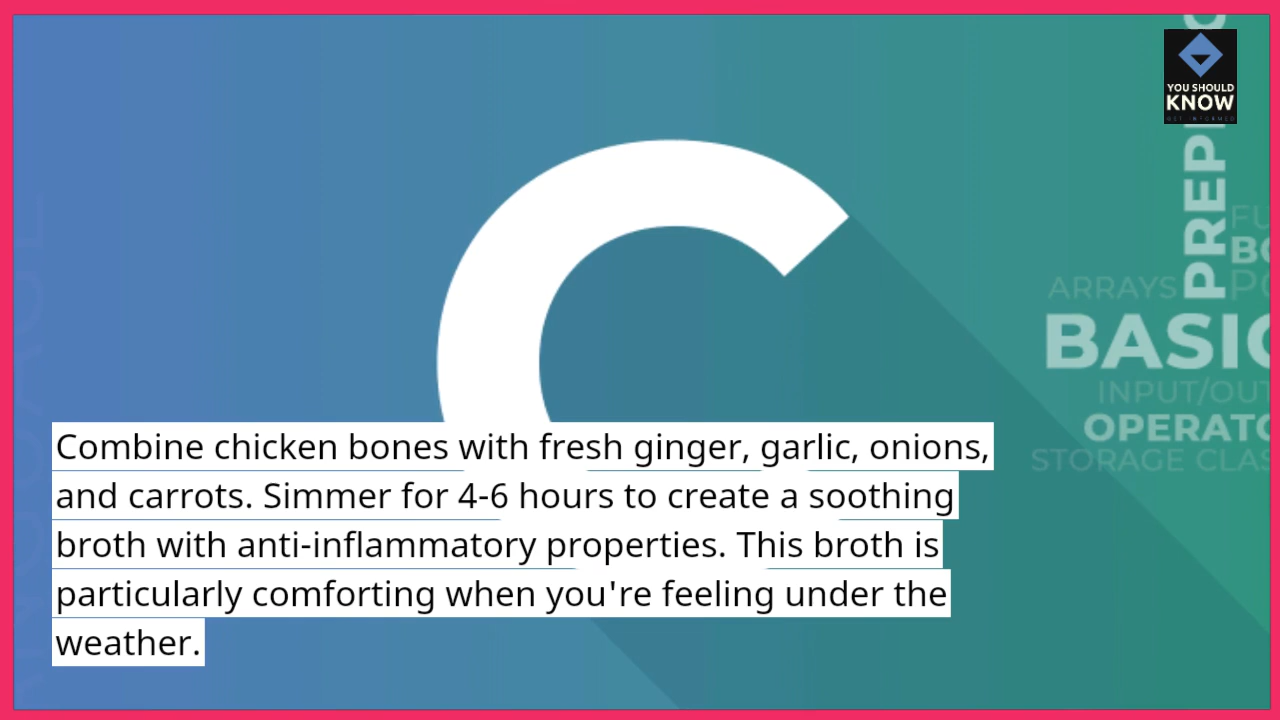 YOU SHOULD
KNOW
GET INFORMED
ARRAYS
BASIC
INPUT/OUT
OPERATO
STORAGE CLAS
Combine chicken bones with fresh ginger, garlic, onions,
and carrots. Simmer for 4-6 hours to create a soothing
broth with anti-inflammatory properties. This broth is
particularly comforting when you're feeling under the
weather.